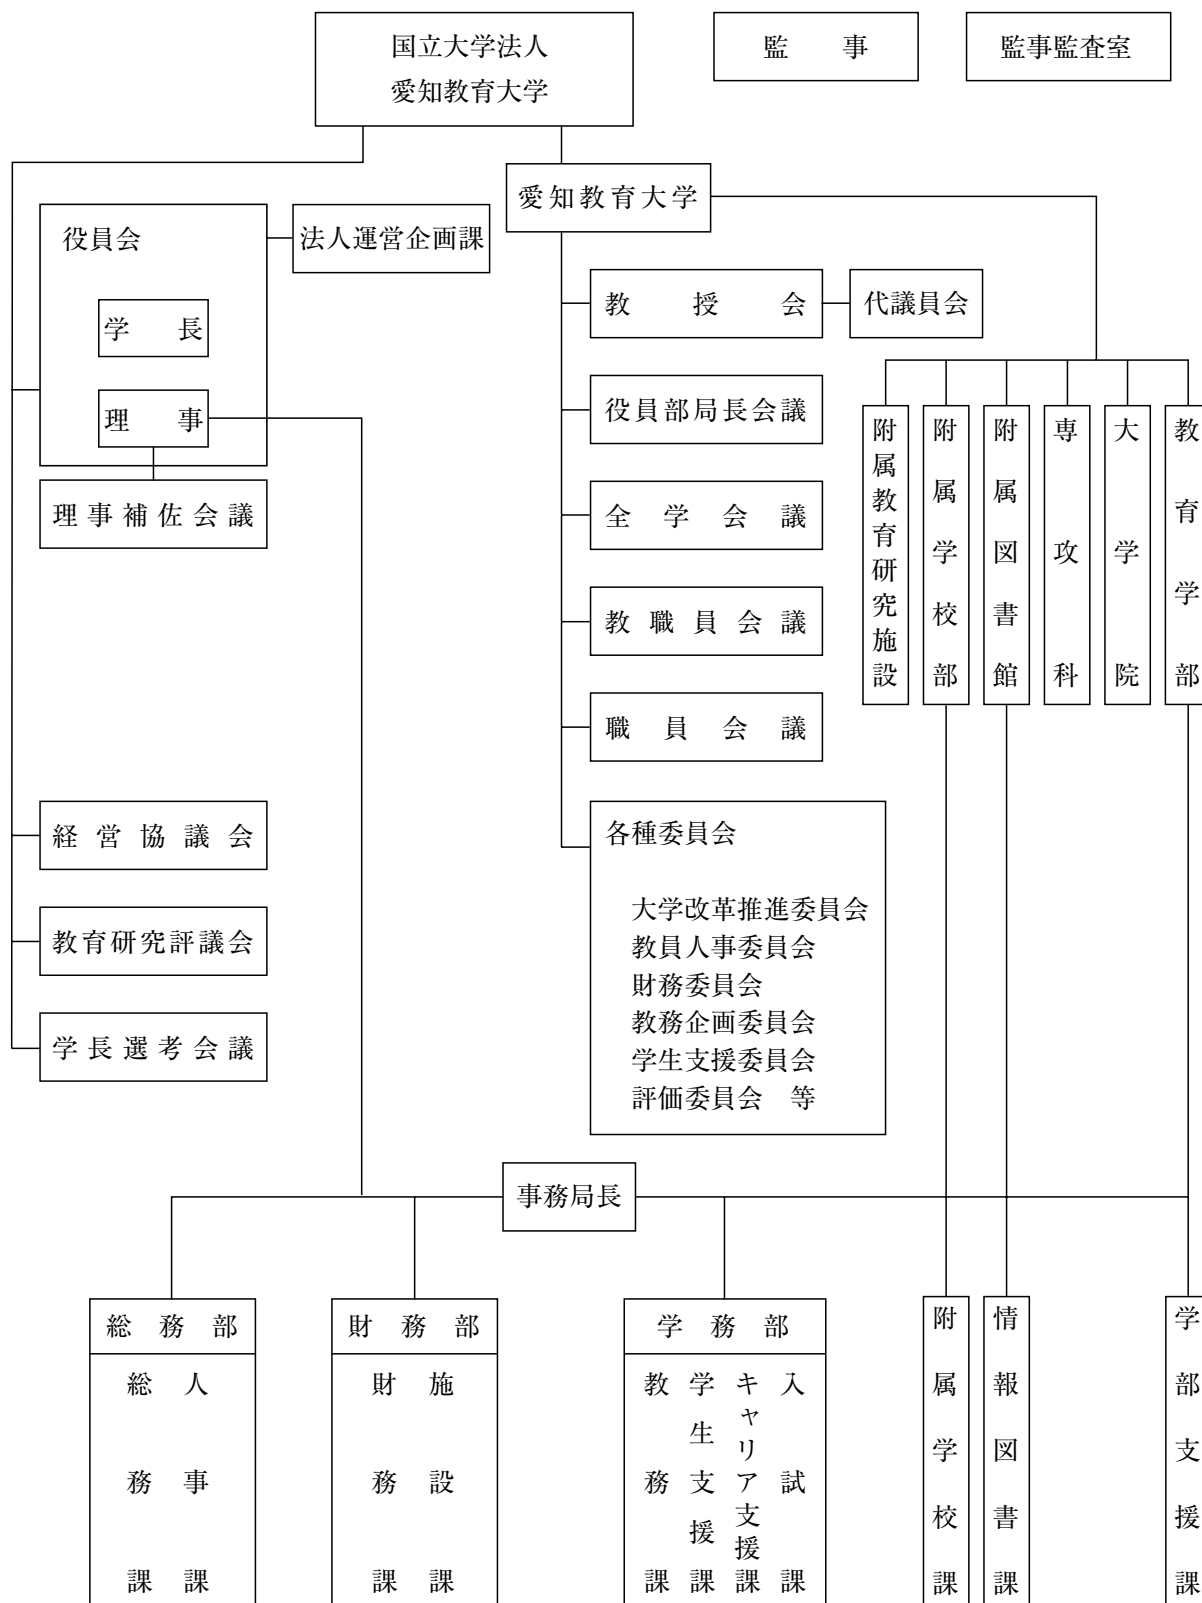 国立大学法人
愛知教育大学
監事
監事監査室
愛知教育大学
役員会
法人運営企画課
学長
理事
理事補佐会議
教授会
代議員会
役員部局長会議
全学会議
教職員会議
職員会議
附属教育研究施設
附属学校部
附属図書館
専攻科
大学院
教育学部
経営協議会
教育研究評議会
学長選考会議
各種委員会
大学改革推進委員会
教員人事委員会
財務委員会
教務企画委員会
学生支援委員会
評価委員会　等
事務局長
総務部
総務課
人事課
財務部
財務課
施設課
学務部
教務課
学生支援課
キャリア支援課
入試課
附属学校課
情報図書課
学部支援課